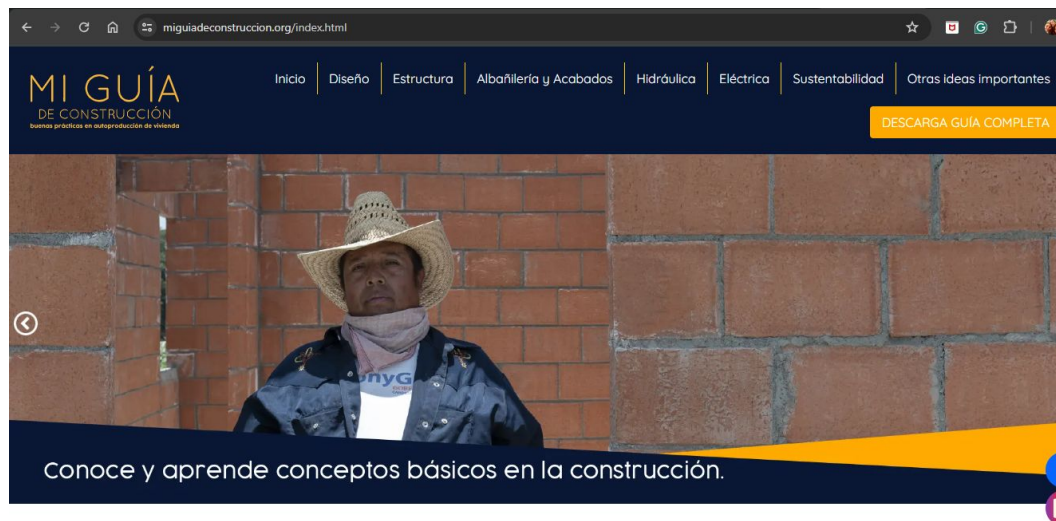 miguiadeconstruccion.org/index.html
MI GUÍA
DE CONSTRUCCIÓN
buenas prácticas en autoproducción de vivienda
Inicio Diseño Estructura Albañilería y Acabados Hidráulica Eléctrica Sustentabilidad Otras ideas importantes
DESCARGA GUÍA COMPLETA
Conoce y aprende conceptos básicos en la construcción.